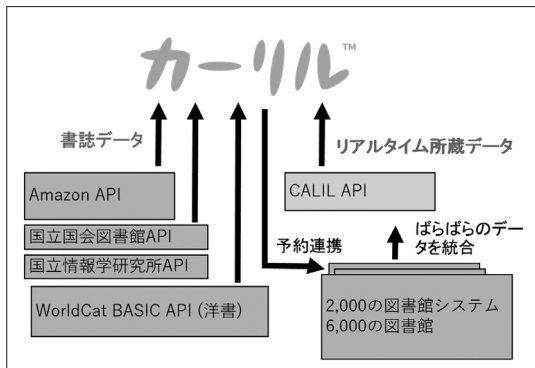 カーリル™
書誌データ
リアルタイム所蔵データ
Amazon API
CALIL API
国立国会図書館API
国立情報学研究所API
予約連携
ばらばらのデー
タを統合
WorldCat BASIC API (洋書)
2,000の図書館システム
6,000の図書館